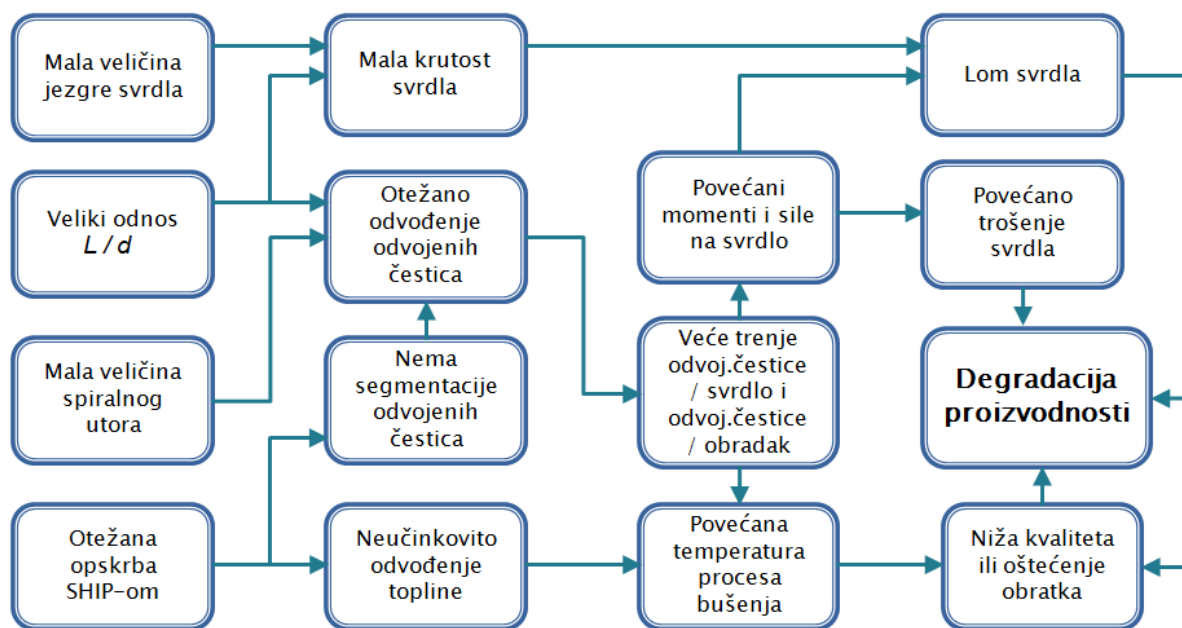 Mala veličina
jezgre svrdla
Mala krutost
svrdla
Lom svrdla
Veliki odnos
L / d
Otežano
odvođenje
odvojenih
čestica
Povećani
momenti i sile
na svrdlo
Povećano
trošenje
svrdla
Mala veličina
spiralnog
utora
Nema
segmentacije
odvojenih
čestica
Veće trenje
odvoj.čestice
/ svrdlo i
odvoj.čestice
/ obradak
Degradacija
proizvodnosti
Otežana
opskrba
SHIP-om
Neučinkovito
odvođenje
topline
Povećana
temperatura
procesa
bušenja
Niža kvaliteta
ili oštećenje
obratka